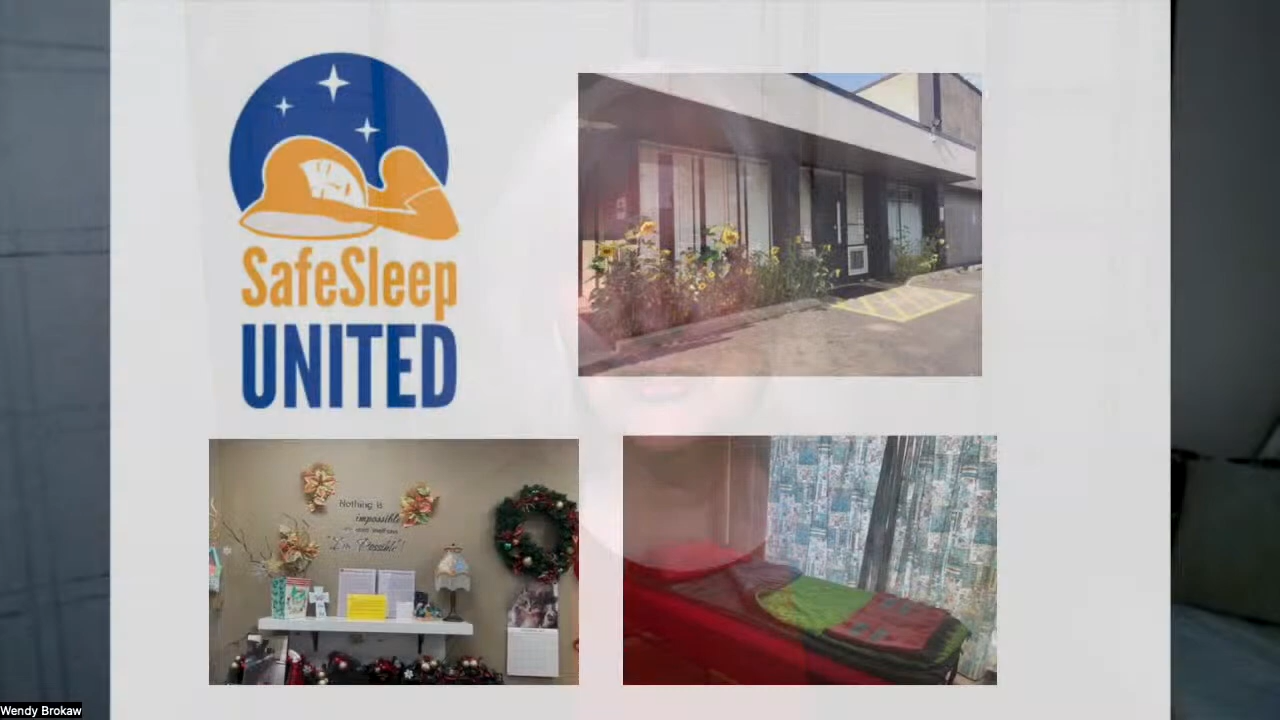 SafeSleep
UNITED
Nothing is
impossible
"I'm Possible"!
Wendy Brokaw